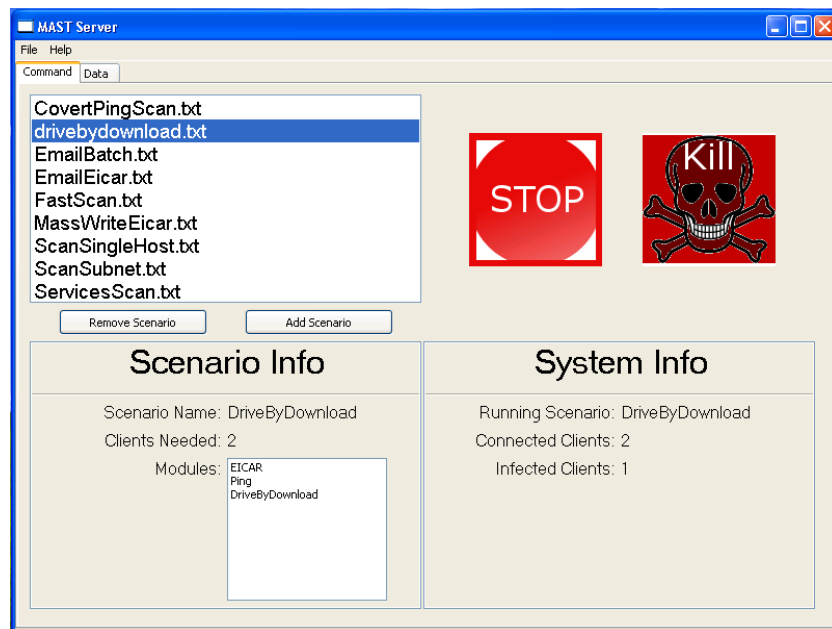 MAST Server
File Help
Command Data
CovertPingScan.txt
drivebydownload.txt
EmailBatch.txt
EmailEicar.txt
FastScan.txt
MassWriteEicar.txt
ScanSingleHost.txt
ScanSubnet.txt
ServicesScan.txt
STOP
Kill
Remove Scenario Add Scenario
Scenario Info
Scenario Name: DriveByDownload
Clients Needed: 2
Modules:
EICAR
Ping
DriveByDownload
System Info
Running Scenario: DriveByDownload
Connected Clients: 2
Infected Clients: 1